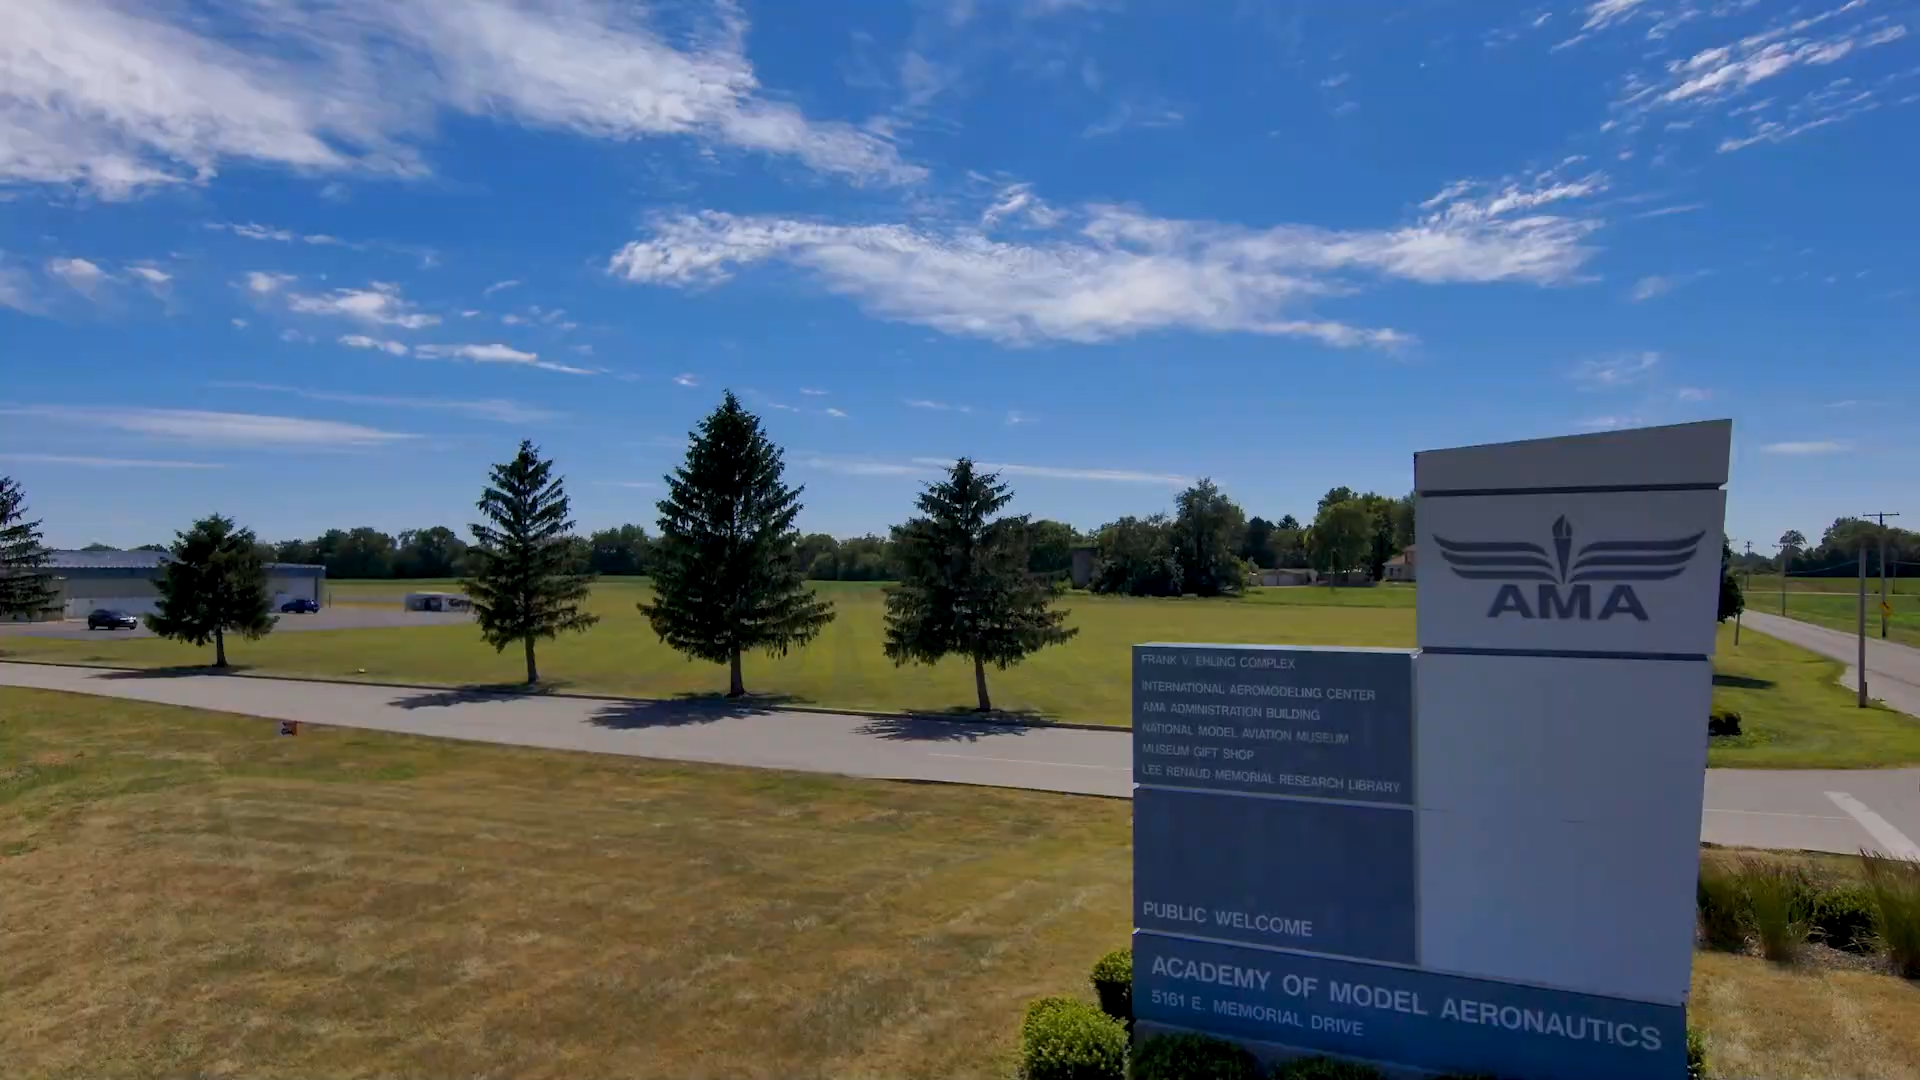 AMA
FRANK V. EHLING COMPLEX
INTERNATIONAL AEROMODELING CENTER
AMA ADMINISTRATION BUILDING
NATIONAL MODEL AVIATION MUSEUM
MUSEUM GIFT SHOP
LEE RENAUD MEMORIAL RESEARCH LIBRARY
PUBLIC WELCOME
ACADEMY OF MODEL AERONAUTICS
5161 E. MEMORIAL DRIVE